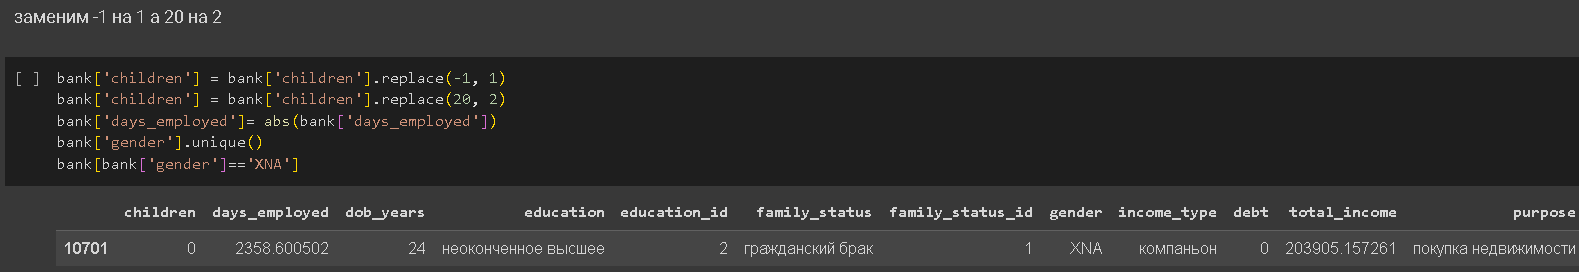 заменим -1 на 1 а 20 на 2
[ ] bank['children'] = bank['children'].replace(-1, 1)
bank['children'] = bank['children'].replace(20, 2)
bank['days_employed']= abs(bank['days_employed'])
bank['gender'].unique()
bank[bank['gender']=='XNA']
children days_employed dob_years education education_id family_status family_status_id gender income_type debt total_income purpose
10701 0 2358.600502 24 неоконченное высшее 2 гражданский брак 1 XNA компаньон 0 203905.157261 покупка недвижимости